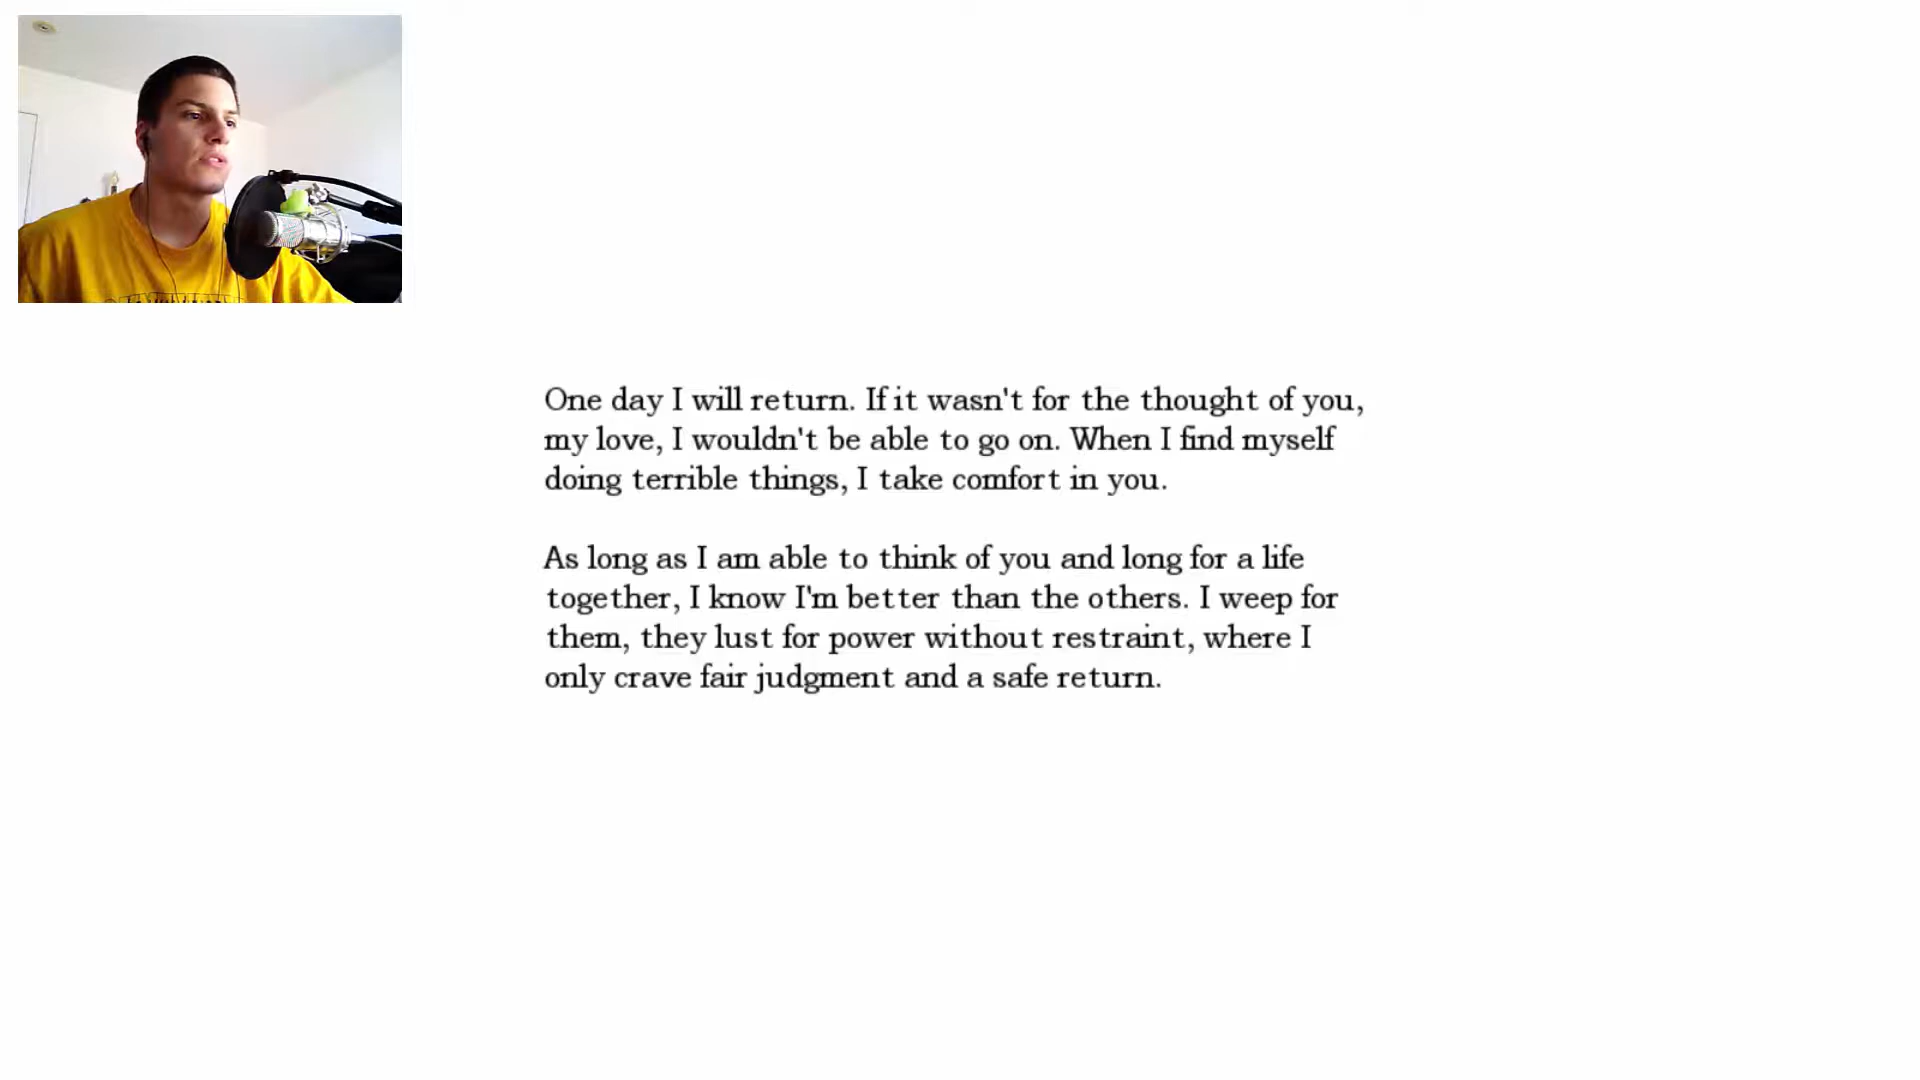 One day I will return. If it wasn't for the thought of you,
my love, I wouldn't be able to go on. When I find myself
doing terrible things, I take comfort in you.
As long as I am able to think of you and long for a life
together, I know I'm better than the others. I weep for
them, they lust for power without restraint, where I
only crave fair judgment and a safe return.